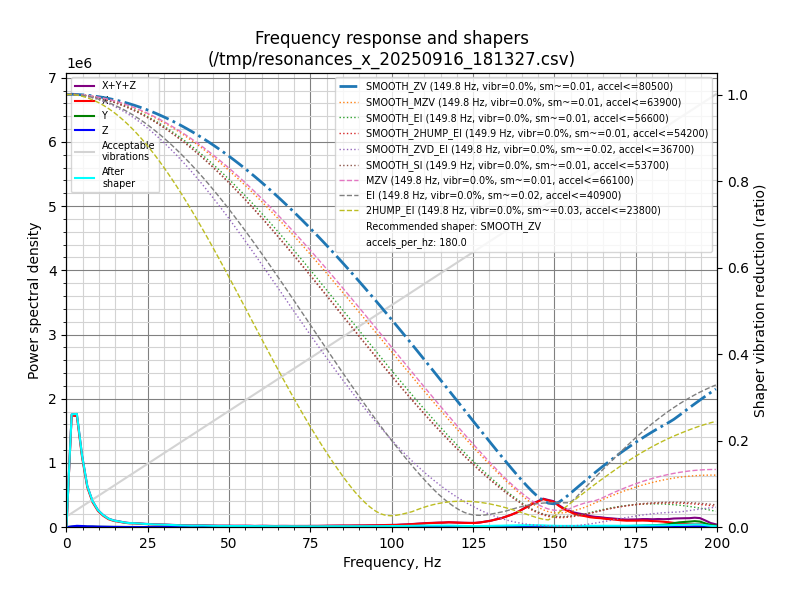 Frequency response and shapers
(/tmp/resonances_x_20250916_181327.csv)
1e6
7
6
5
4
3
2
1
0
Power spectral density
X+Y+Z
Y
Z
Acceptable
vibrations
After
shaper
SMOOTH_ZV (149.8 Hz, vibr=0.0%, sm~=0.01, accel<=80500)
SMOOTH_MZV (149.8 Hz, vibr=0.0%, sm~=0.01, accel<=63900)
SMOOTH_EI (149.8 Hz, vibr=0.0%, sm~=0.01, accel<=56600)
SMOOTH_2HUMP_EI (149.9 Hz, vibr=0.0%, sm~=0.01, accel<=54200)
SMOOTH_ZVD_EI (149.8 Hz, vibr=0.0%, sm~=0.02, accel<=36700)
SMOOTH_SI (149.9 Hz, vibr=0.0%, sm~=0.01, accel<=53700)
MZV (149.8 Hz, vibr=0.0%, sm~=0.01, accel<=66100)
EI (149.8 Hz, vibr=0.0%, sm~=0.02, accel<=40900)
2HUMP_EI (149.8 Hz, vibr=0.0%, sm~=0.03, accel<=23800)
Recommended shaper: SMOOTH_ZV
accels_per_hz: 180.0
1.0
0.8
0.6
0.4
0.2
0.0
Shaper vibration reduction (ratio)
0 25 50 75 100 125 150 175 200
Frequency, Hz